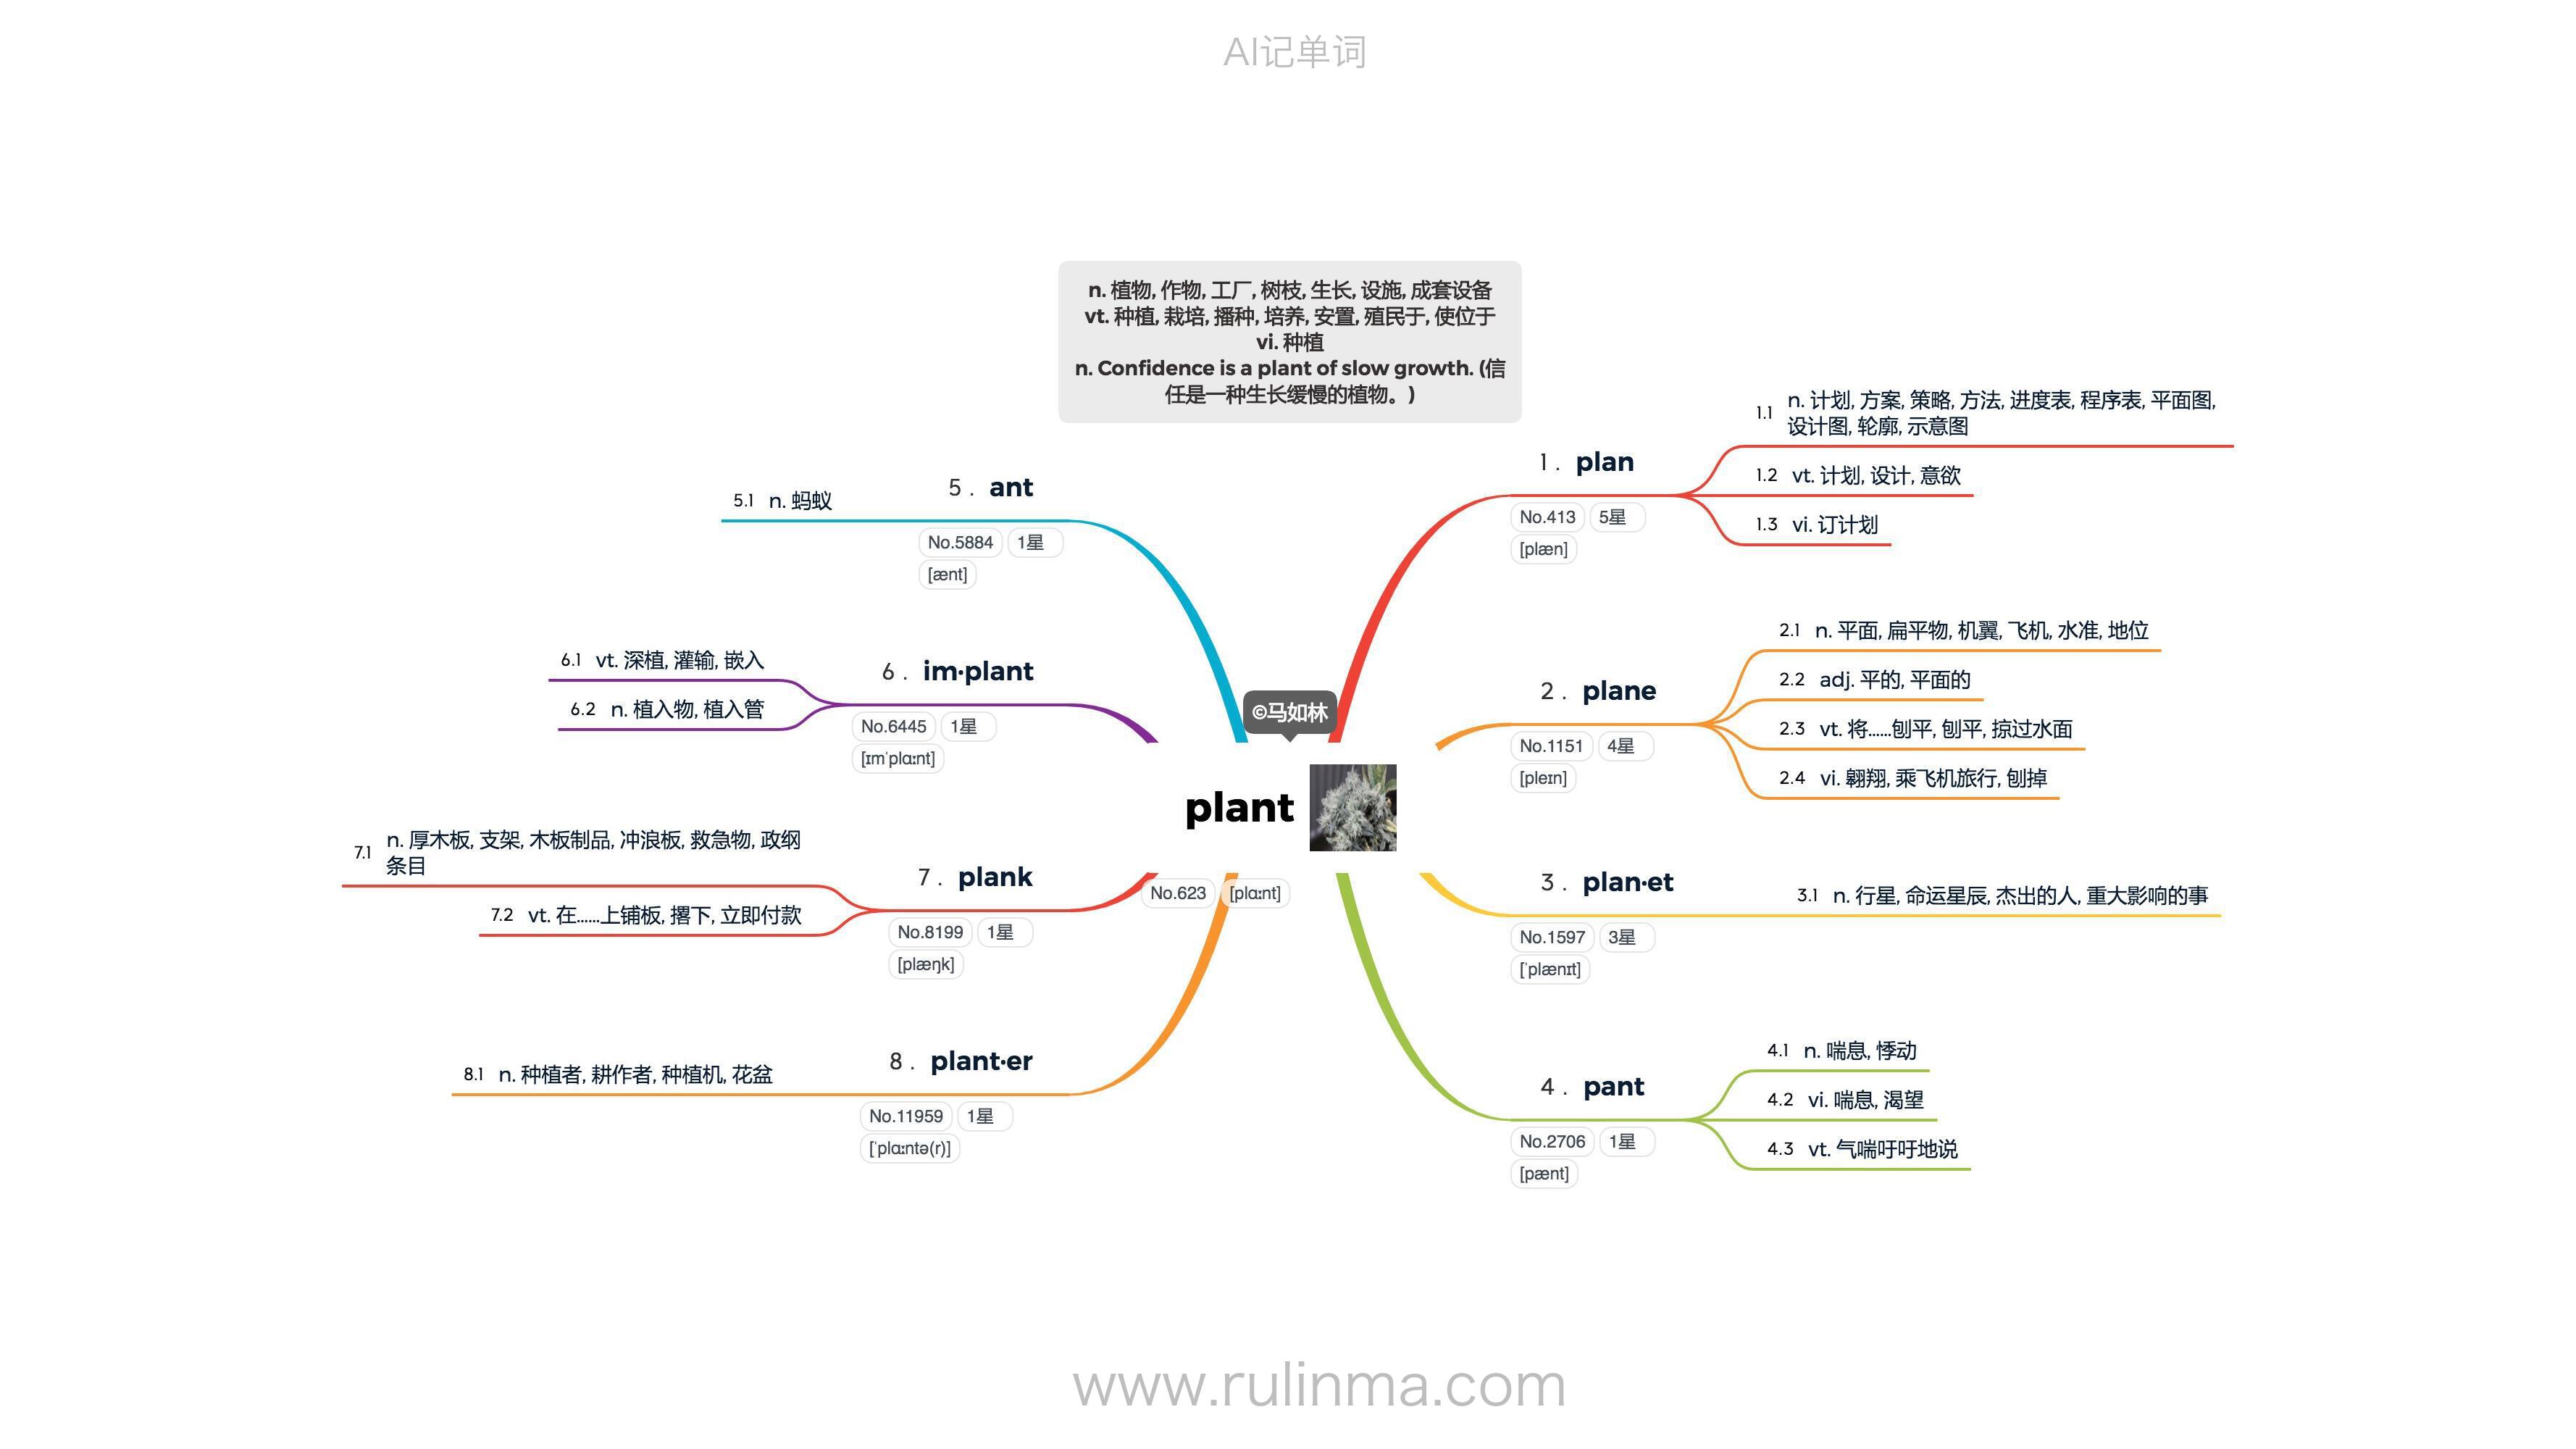 AI记单词
n. 植物, 作物, 工厂, 树枝, 生长, 设施, 成套设备
vt. 种植, 栽培, 播种, 培养, 安置, 殖民于, 使位于
vi. 种植
n. Confidence is a plant of slow growth. (信
任是一种生长缓慢的植物。)
©马如林
plant
No.623 [plɑːnt]
1. plan
No.413 5星
[plæn]
1.1 n. 计划, 方案, 策略, 方法, 进度表, 程序表, 平面图,
设计图, 轮廓, 示意图
1.2 vt. 计划, 设计, 意欲
1.3 vi. 订计划
2. plane
No.1151 4星
[pleɪn]
2.1 n. 平面, 扁平物, 机翼, 飞机, 水准, 地位
2.2 adj. 平的, 平面的
2.3 vt. 将……刨平, 刨平, 掠过水面
2.4 vi. 翱翔, 乘飞机旅行, 刨掉
3. plan·et
No.1597 3星
[ˈplænɪt]
3.1 n. 行星, 命运星辰, 杰出的人, 重大影响的事
4. pant
No.2706 1星
[pænt]
4.1 n. 喘息, 悸动
4.2 vi. 喘息, 渴望
4.3 vt. 气喘吁吁地说
5. ant
No.5884 1星
[ænt]
5.1 n. 蚂蚁
6. im·plant
No.6445 1星
[ɪmˈplɑːnt]
6.1 vt. 深植, 灌输, 嵌入
6.2 n. 植入物, 植入管
7. plank
No.8199 1星
[plæŋk]
7.1 n. 厚木板, 支架, 木板制品, 冲浪板, 救急物, 政纲
条目
7.2 vt. 在……上铺板, 撂下, 立即付款
8. plant·er
No.11959 1星
[ˈplɑːntə(r)]
8.1 n. 种植者, 耕作者, 种植机, 花盆
www.rulinma.com